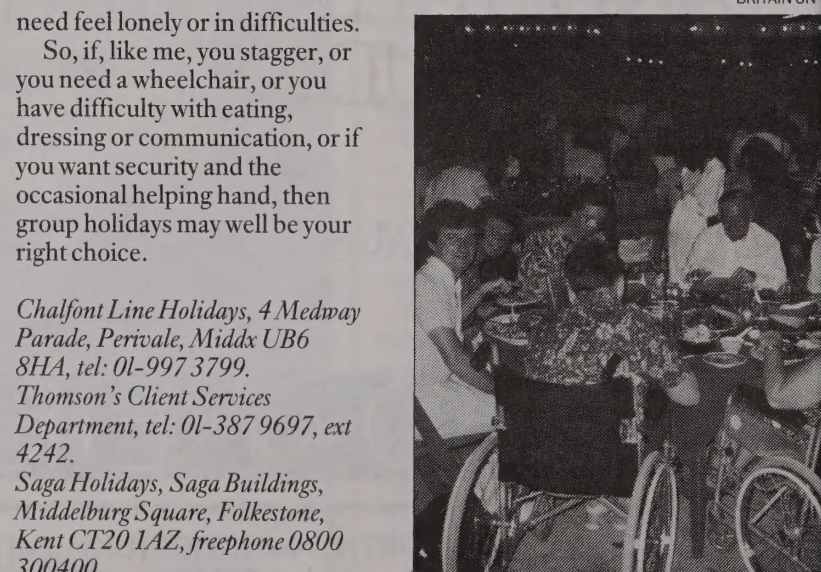 BRITAIN ON
need feel lonely or in difficulties.
So, if, like me, you stagger, or
you need a wheelchair, or you
have difficulty with eating,
dressing or communication, or if
you want security and the
occasional helping hand, then
group holidays may well be your
right choice.
Chalfont Line Holidays, 4 Medway
Parade, Perivale, Middx UB6
8HA, tel: 01-997 3799.
Thomson's Client Services
Department, tel: 01-387 9697, ext
4242.
Saga Holidays, Saga Buildings,
Middelburg Square, Folkestone,
Kent CT20 1AZ, freephone 0800
300400